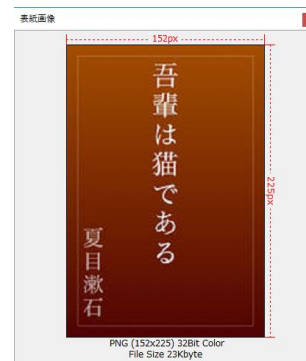 表紙画像
152px
225px
吾輩は猫である
夏目漱石
PNG (152x225) 32Bit Color
File Size 23Kbyte